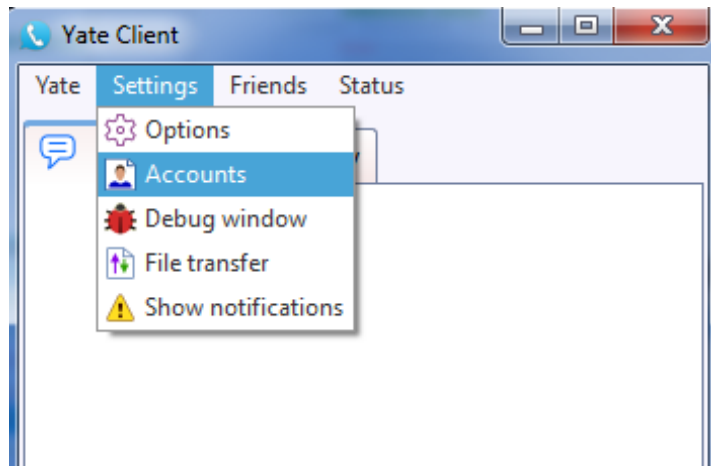 Yate Client
Yate Settings Friends Status
Options
Accounts
Debug window
File transfer
Show notifications